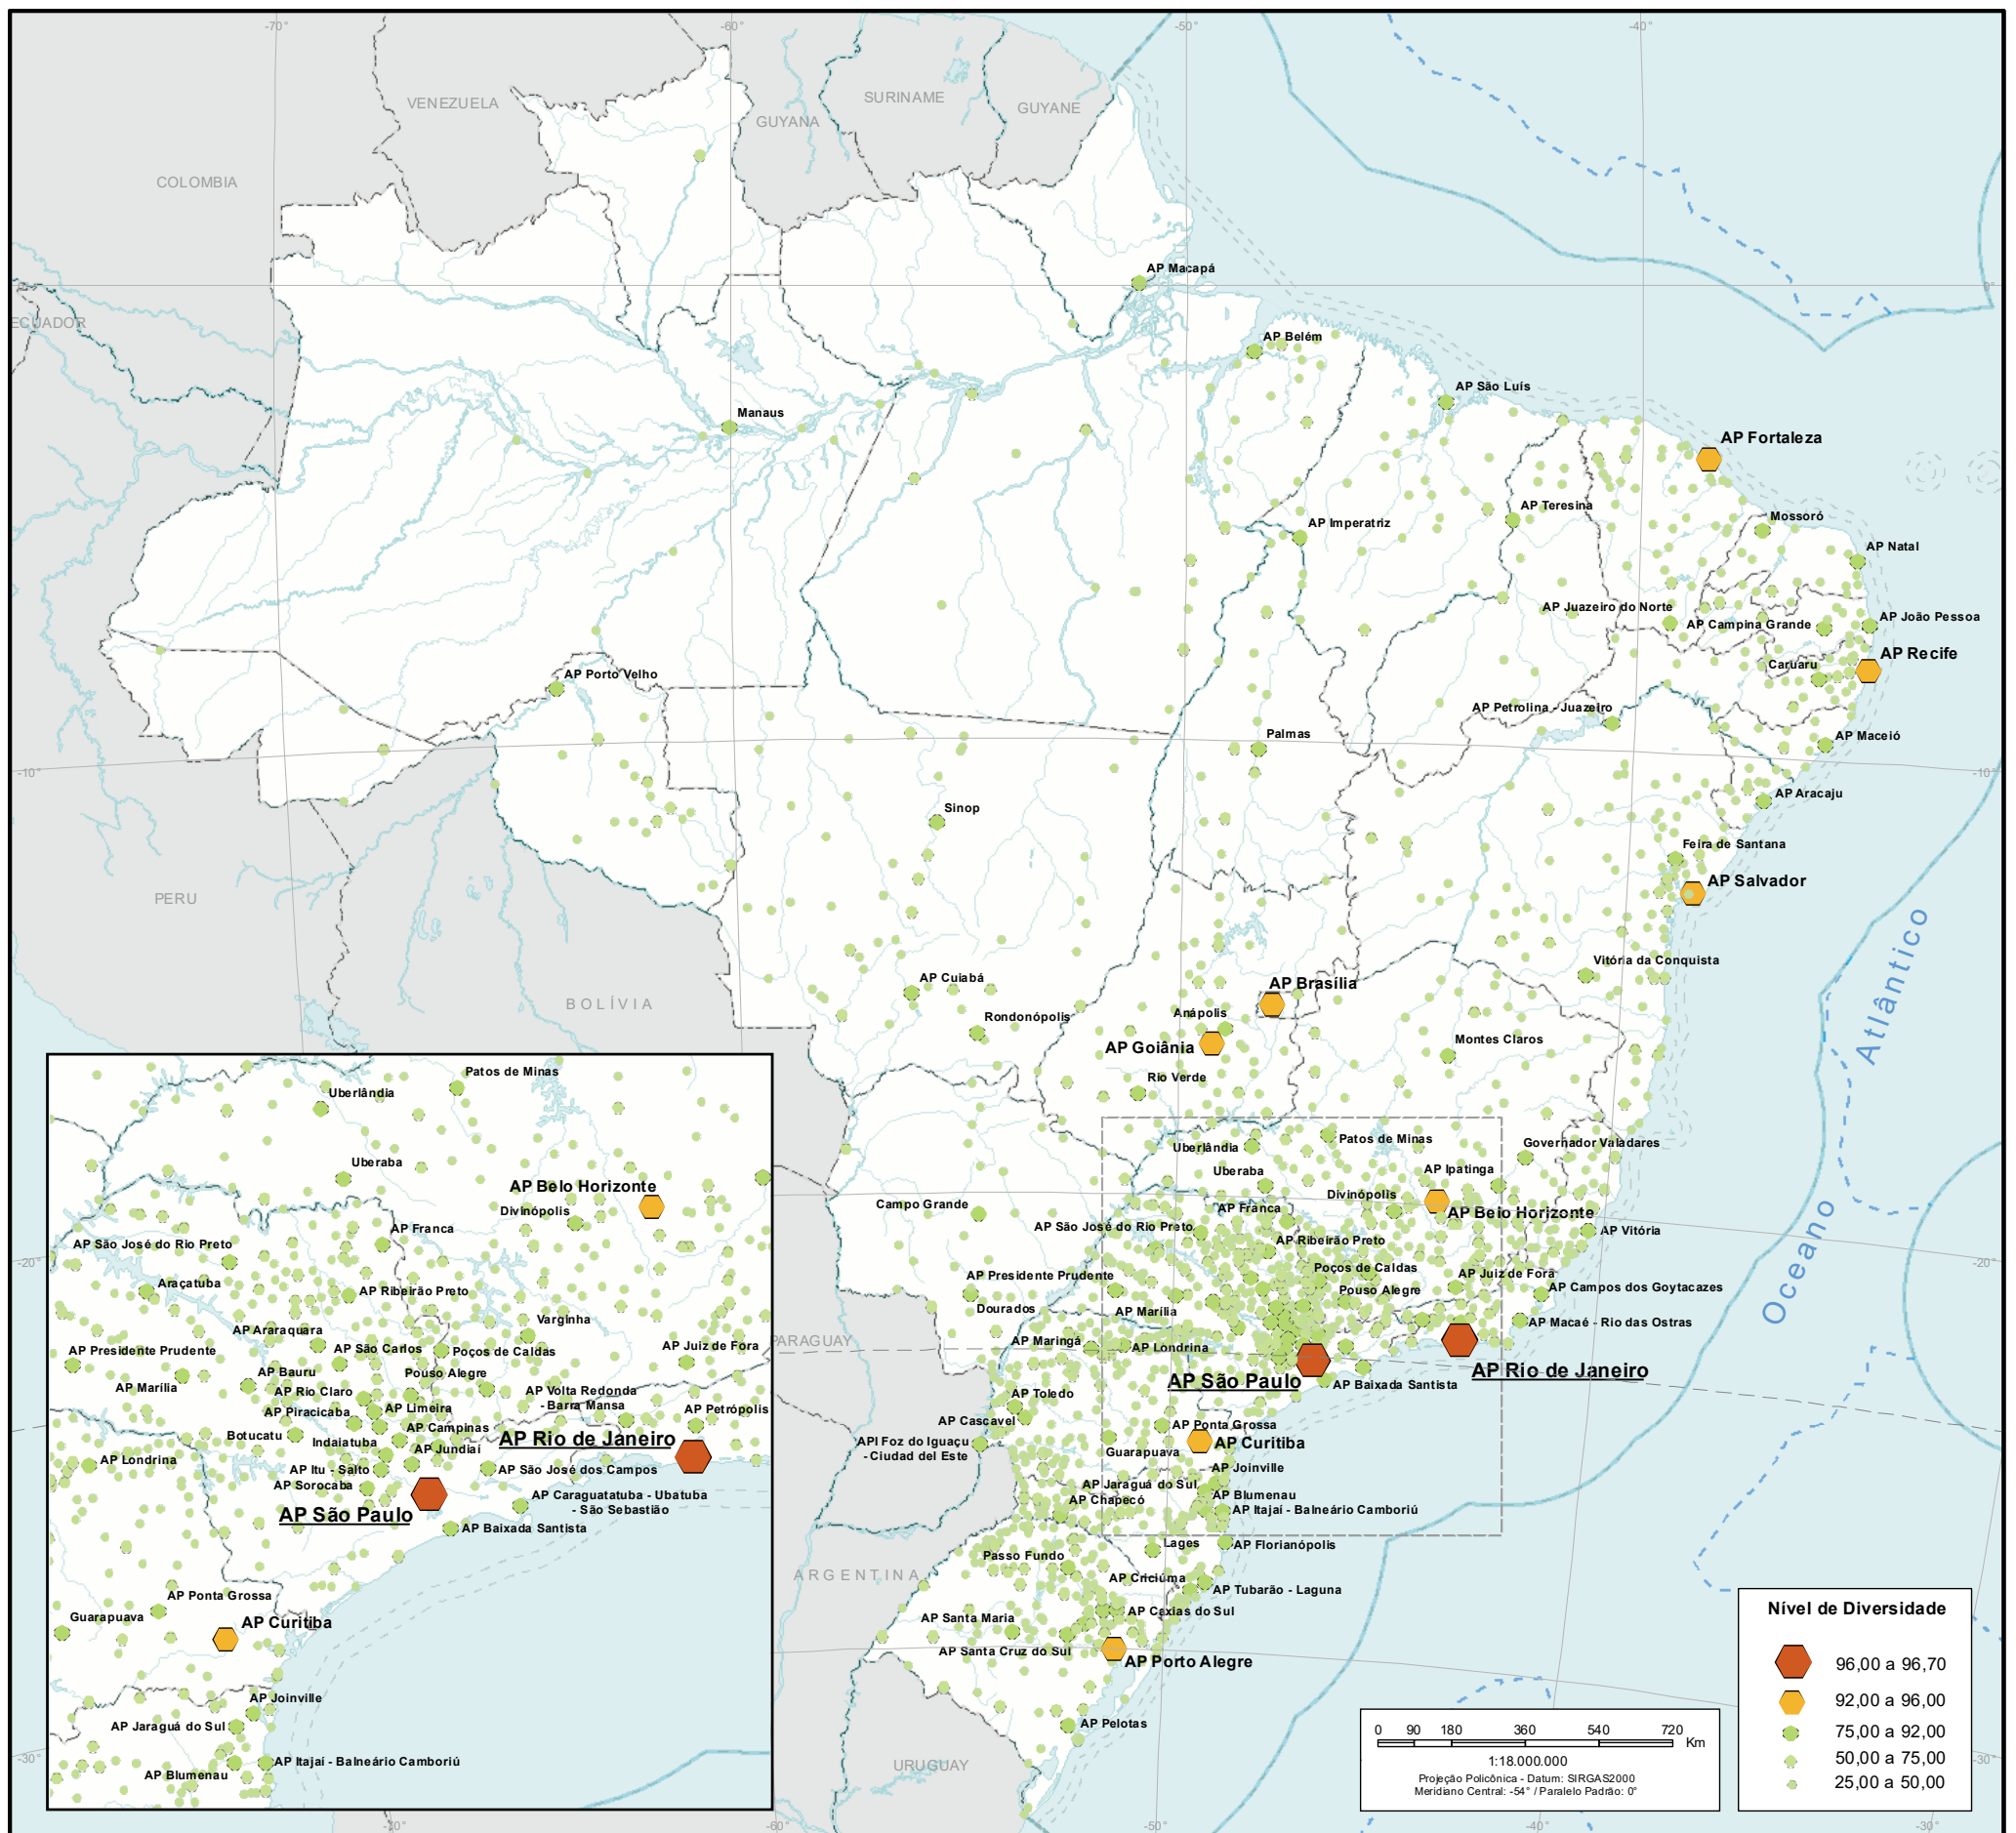 -70°
-60°
-50°
-40°
VENEZUELA
SURINAME
GUYANE
GUYANA
COLOMBIA
AP Macapá
0°
ECUADOR
AP Belém
AP São Luís
Manaus
AP Fortaleza
AP Teresina
Mossoró
AP Imperatriz
AP Natal
AP Juazeiro do Norte
AP Campina Grande
AP João Pessoa
AP Recife
Caruaru
AP Porto Velho
AP Petrolina - Juazeiro
Palmas
AP Maceió
-10°
-10°
AP Aracaju
Sinop
Feira de Santana
AP Salvador
PERU
Atlântico
Vitória da Conquista
AP Cuiabá
AP Brasília
BOLÍVIA
Rondonópolis
Anápolis
AP Goiânia
Montes Claros
Rio Verde
Uberlândia
Patos de Minas
Governador Valadares
Uberaba
AP Ipatinga
Divinópolis
Campo Grande
AP Franca
AP Belo Horizonte
AP São José do Rio Preto
AP Vitória
Oceano
AP Ribeirão Preto
-20°
Poços de Caldas
AP Juiz de Fora
AP Presidente Prudente
AP Campos dos Goytacazes
Pouso Alegre
Dourados
AP Marília
AP Macaé - Rio das Ostras
PARAGUAY
AP Maringá
AP Londrina
AP Rio de Janeiro
AP São Paulo
AP Baixada Santista
AP Toledo
AP Cascavel
AP Ponta Grossa
API Foz do Iguaçu
- Ciudad del Este
AP Curitiba
Guarapuava
AP Joinville
AP Jaraguá do Sul
AP Blumenau
AP Chapecó
AP Itajaí - Balneário Camboriú
Lages
AP Florianópolis
Passo Fundo
ARGENTINA
AP Criciúma
AP Tubarão - Laguna
AP Santa Maria
AP Caxias do Sul
AP Santa Cruz do Sul
AP Porto Alegre
AP Pelotas
URUGUAY
Patos de Minas
Uberlândia
Uberaba
AP Belo Horizonte
Divinópolis
AP Franca
AP São José do Rio Preto
-20°
Araçatuba
AP Ribeirão Preto
Varginha
AP Araraquara
AP Juiz de Fora
AP Presidente Prudente
AP São Carlos
Poços de Caldas
AP Bauru
Pouso Alegre
AP Marília
AP Rio Claro
AP Volta Redonda
- Barra Mansa
AP Piracicaba
AP Limeira
AP Petrópolis
AP Campinas
Botucatu
Indaiatuba
AP Rio de Janeiro
AP Jundiaí
AP Londrina
AP Itu - Salto
AP São José dos Campos
AP Sorocaba
AP Caraguatatuba - Ubatuba
- São Sebastião
AP São Paulo
AP Baixada Santista
AP Ponta Grossa
Guarapuava
AP Curitiba
AP Joinville
AP Jaraguá do Sul
AP Itajaí - Balneário Camboriú
AP Blumenau
-30°
Nível de Diversidade
96,00 a 96,70
92,00 a 96,00
75,00 a 92,00
50,00 a 75,00
25,00 a 50,00
0 90 180 360 540 720
Km
1:18.000.000
Projeção Policônica - Datum: SIRGAS2000
Meridiano Central: -54° / Paralelo Padrão: 0°
-30°
-60°
-50°
-40°
-30°